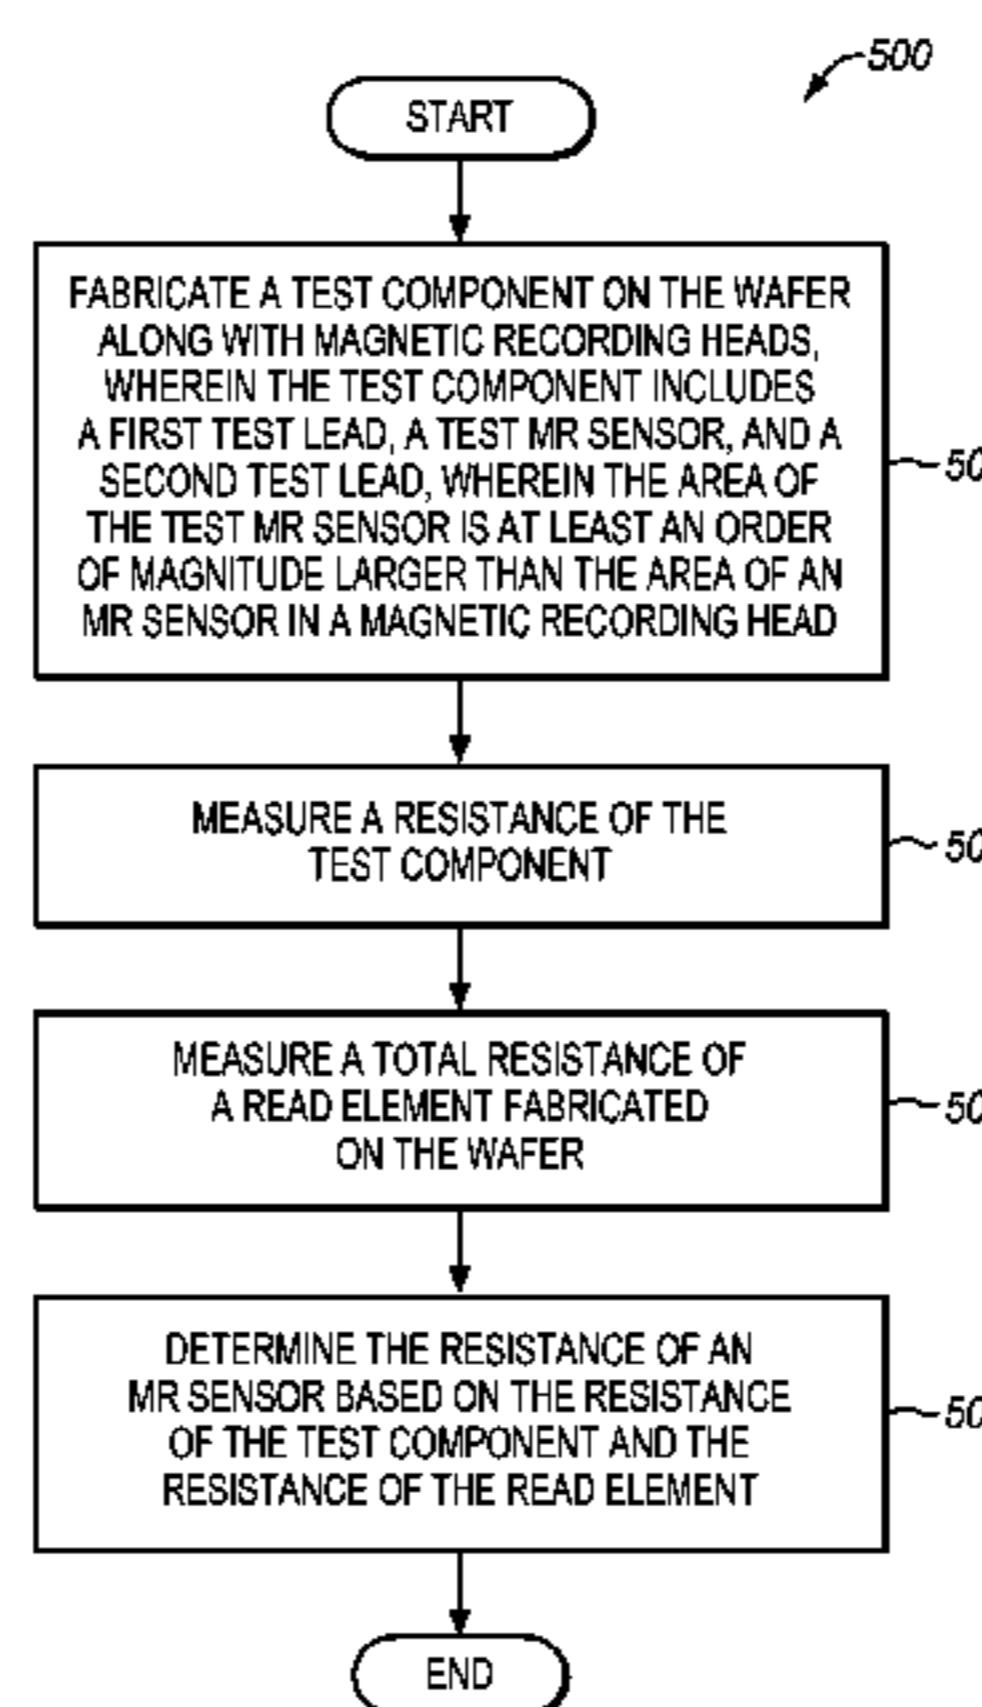 500
START
FABRICATE A TEST COMPONENT ON THE WAFER
ALONG WITH MAGNETIC RECORDING HEADS,
WHEREIN THE TEST COMPONENT INCLUDES
A FIRST TEST LEAD, A TEST MR SENSOR, AND A
SECOND TEST LEAD, WHEREIN THE AREA OF
THE TEST MR SENSOR IS AT LEAST AN ORDER
OF MAGNITUDE LARGER THAN THE AREA OF AN
MR SENSOR IN A MAGNETIC RECORDING HEAD
50
MEASURE A RESISTANCE OF THE
TEST COMPONENT
50
MEASURE A TOTAL RESISTANCE OF
A READ ELEMENT FABRICATED
ON THE WAFER
50
DETERMINE THE RESISTANCE OF AN
MR SENSOR BASED ON THE RESISTANCE
OF THE TEST COMPONENT AND THE
RESISTANCE OF THE READ ELEMENT
50
END